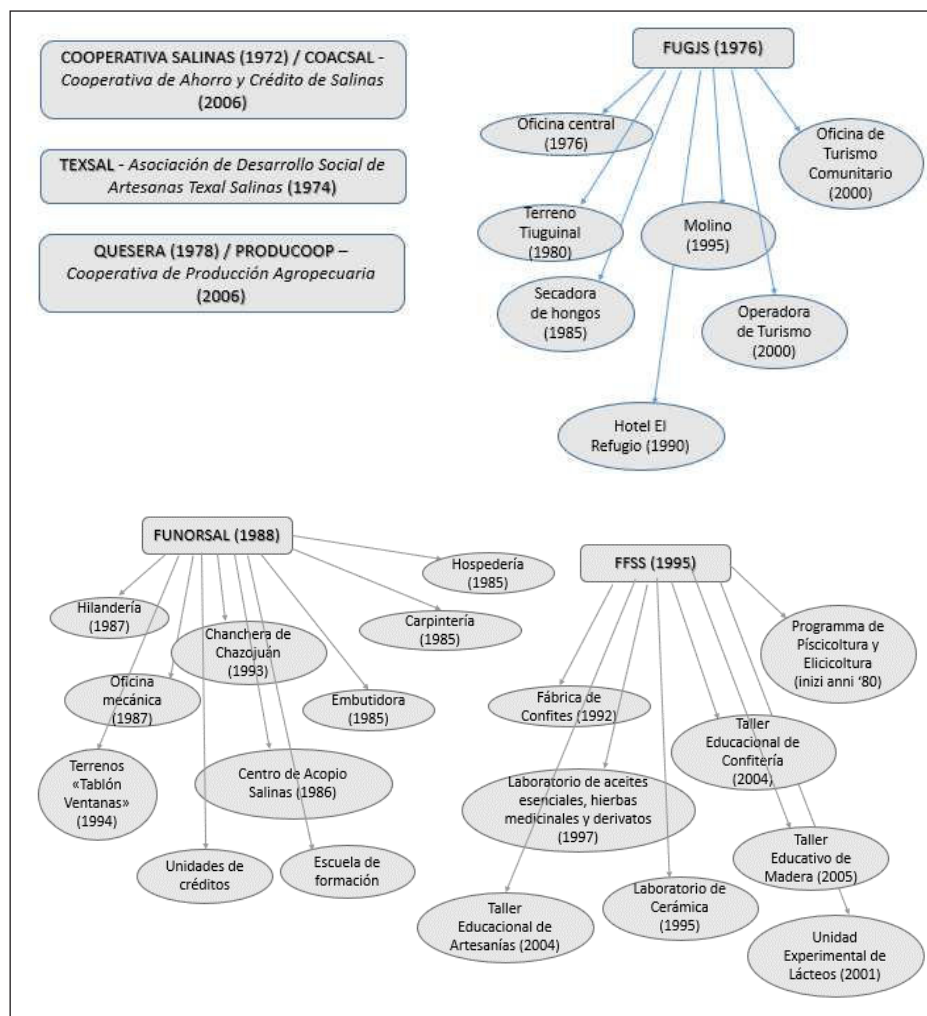 COOPERATIVA SALINAS (1972) / COACSAL -
Cooperativa de Ahorro y Crédito de Salinas
(2006)
TEXSAL - Asociación de Desarrollo Social de
Artesanas Texal Salinas (1974)
QUESERA (1978) / PRODUCOOP –
Cooperativa de Producción Agropecuaria
(2006)
FUGJS (1976)
Oficina central
(1976)
Oficina de
Turismo
Comunitario
(2000)
Terreno
Tiuguinal
(1980)
Molino
(1995)
Secadora
de hongos
(1985)
Operadora
de Turismo
(2000)
Hotel El
Refugio (1990)
FUNORSAL (1988)
Hospedería
(1985)
Hilandería
(1987)
Carpintería
(1985)
Chanchera de
Chazojuán
(1993)
Oficina
mecánica
(1987)
Embutidora
(1985)
Terrenos
«Tablón
Ventanas»
(1994)
Centro de Acopio
Salinas (1986)
Unidades de
créditos
Escuela de
formación
FFSS (1995)
Programa de
Píscicoltura y
Elicicoltura
(inizi anni ‘80)
Fábrica de
Confites (1992)
Taller
Educacional de
Confitería
(2004)
Laboratorio de aceites
esenciales, hierbas
medicinales y derivatos
(1997)
Taller
Educativo de
Madera (2005)
Laboratorio de
Cerámica
(1995)
Taller
Educacional de
Artesanías (2004)
Unidad
Experimental de
Lácteos (2001)